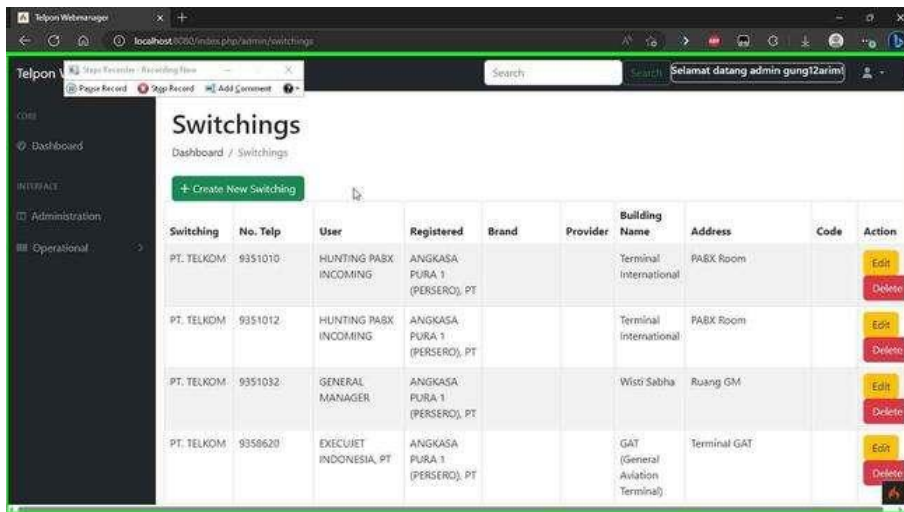 Telpon Webmanager
localhost:8080/index.php/admin/switchings
Telpon
Steps Recorder - Recording Now
Pause Record Stop Record Add Comment
Search
Search
Selamat datang admin gung12arim!
CORE
Dashboard
INTERFACE
Administration
Operational
Switchings
Dashboard / Switchings
+ Create New Switching
Switching No. Telp User Registered Brand Provider Building Name Address Code Action
PT. TELKOM 9351010 HUNTING PABX INCOMING ANGKASA PURA 1 (PERSERO), PT Terminal International PABX Room Edit Delete
PT. TELKOM 9351012 HUNTING PABX INCOMING ANGKASA PURA 1 (PERSERO), PT Terminal International PABX Room Edit Delete
PT. TELKOM 9351032 GENERAL MANAGER ANGKASA PURA 1 (PERSERO), PT Wisti Sabha Ruang GM Edit Delete
PT. TELKOM 9358620 EXECUJET INDONESIA, PT ANGKASA PURA 1 (PERSERO), PT GAT (General Aviation Terminal) Terminal GAT Edit Delete